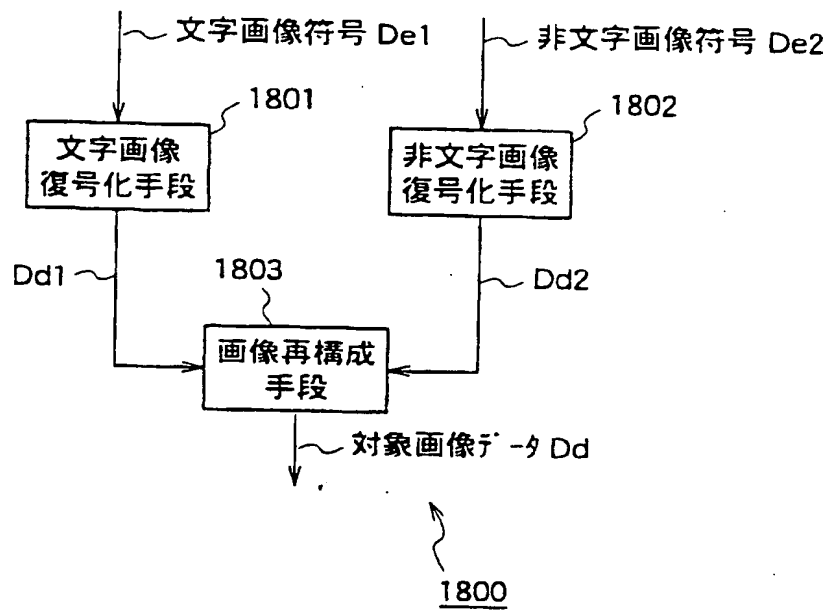 文字画像符号 De1
非文字画像符号 De2
1801
1802
文字画像
復号化手段
非文字画像
復号化手段
Dd1
1803
Dd2
画像再構成
手段
対象画像データ Dd
1800